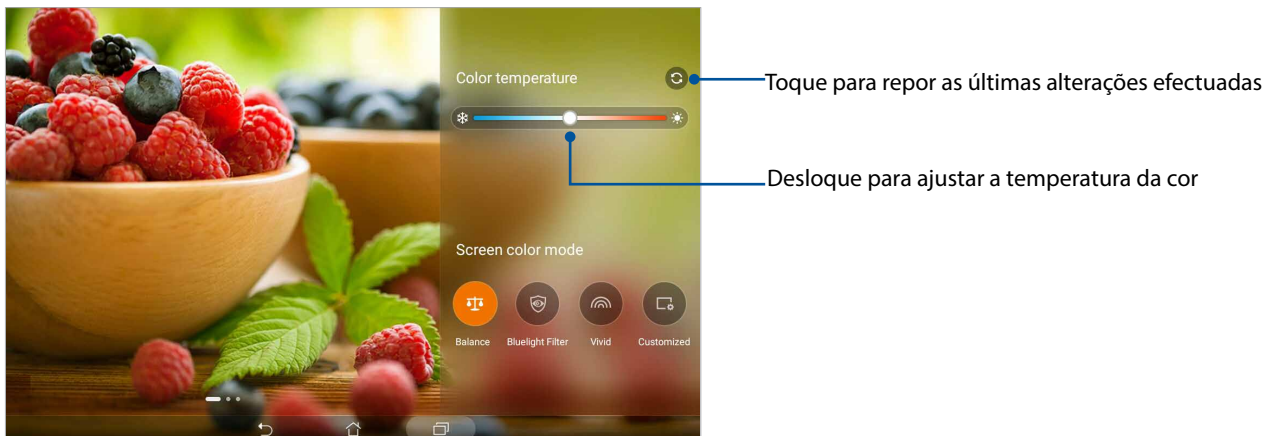 Color temperature
Toque para repor as últimas alterações efectuadas
Desloque para ajustar a temperatura da cor
Screen color mode
Balance
Bluelight Filter
Vivid
Customized